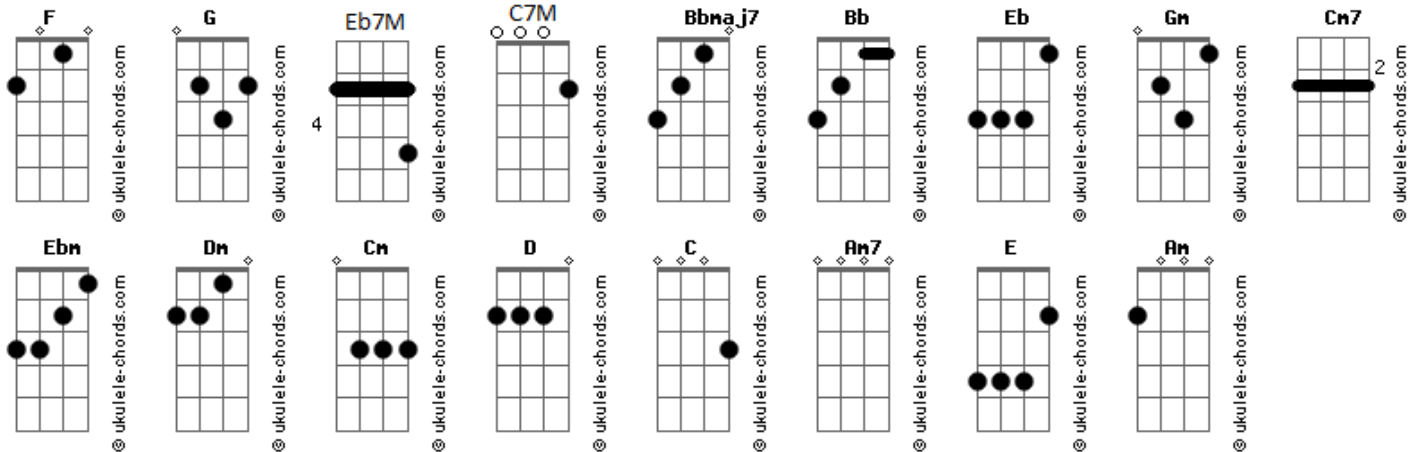 F G Eb7M C7M Bbmaj7 Bb Eb Gm Cm7
4 2
© ukulele-chords.com © ukulele-chords.com © ukulele-chords.com © ukulele-chords.com © ukulele-chords.com © ukulele-chords.com © ukulele-chords.com © ukulele-chords.com © ukulele-chords.com
Ebm Dm Cm D C Am7 E Am
© ukulele-chords.com © ukulele-chords.com © ukulele-chords.com © ukulele-chords.com © ukulele-chords.com © ukulele-chords.com © ukulele-chords.com © ukulele-chords.com